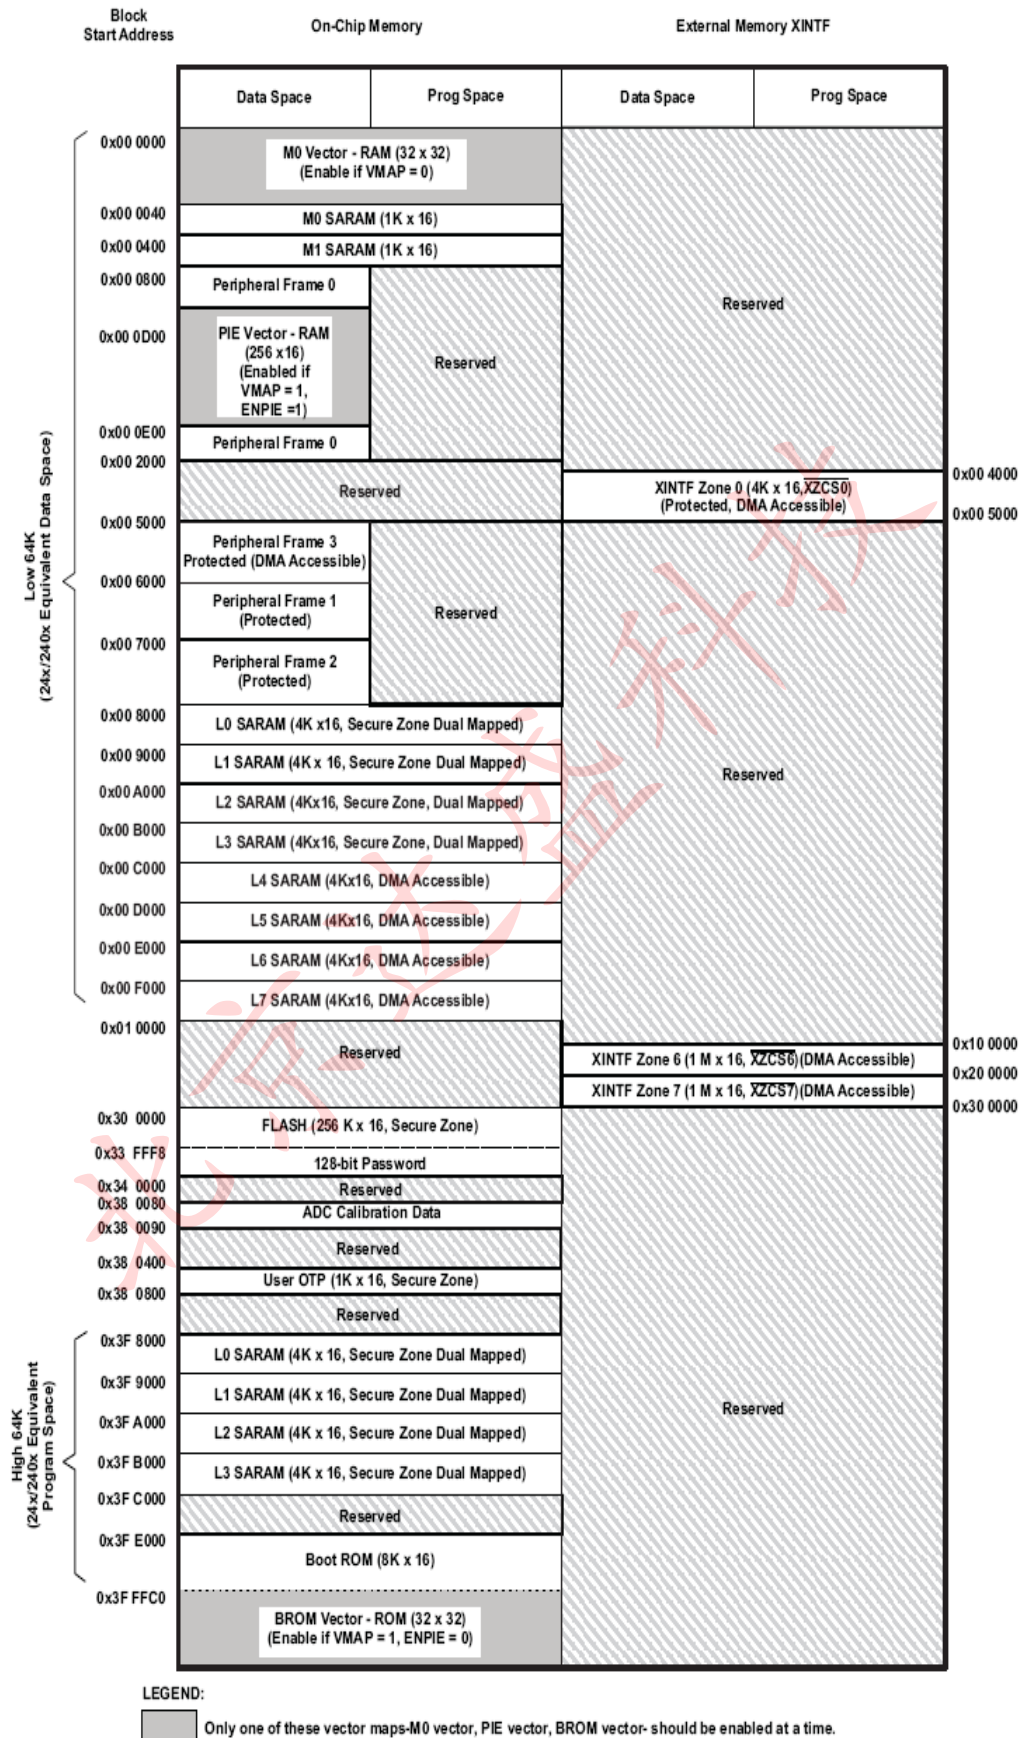 Block
Start Address
On-Chip Memory
External Memory XINTF
Data Space
Prog Space
Data Space
Prog Space
0x00 0000
M0 Vector - RAM (32 x 32)
(Enable if VMAP = 0)
0x00 0040
M0 SARAM (1K x 16)
0x00 0400
M1 SARAM (1K x 16)
0x00 0800
Peripheral Frame 0
Reserved
0x00 0D00
PIE Vector - RAM
(256 x 16)
(Enabled if
VMAP = 1,
ENPIE =1)
Reserved
0x00 0E00
Peripheral Frame 0
0x00 2000
Reserved
0x00 4000
XINTF Zone 0 (4K x 16,XZCS0)
(Protected, DMA Accessible)
0x00 5000
0x00 5000
Peripheral Frame 3
Protected (DMA Accessible)
0x00 6000
Peripheral Frame 1
(Protected)
Reserved
0x00 7000
Peripheral Frame 2
(Protected)
0x00 8000
L0 SARAM (4K x16, Secure Zone Dual Mapped)
0x00 9000
L1 SARAM (4K x 16, Secure Zone Dual Mapped)
Reserved
0x00 A000
L2 SARAM (4Kx16, Secure Zone, Dual Mapped)
0x00 B000
L3 SARAM (4Kx16, Secure Zone, Dual Mapped)
0x00 C000
L4 SARAM (4Kx16, DMA Accessible)
0x00 D000
L5 SARAM (4Kx16, DMA Accessible)
0x00 E000
L6 SARAM (4Kx16, DMA Accessible)
0x00 F000
L7 SARAM (4Kx16, DMA Accessible)
Low 64K
(24x/240x Equivalent Data Space)
0x01 0000
Reserved
0x10 0000
XINTF Zone 6 (1 M x 16, XZCS6)(DMA Accessible)
0x20 0000
XINTF Zone 7 (1 M x 16, XZCS7)(DMA Accessible)
0x30 0000
0x30 0000
FLASH (256 K x 16, Secure Zone)
0x33 FFF8
128-bit Password
0x34 0000
Reserved
0x38 0080
ADC Calibration Data
0x38 0090
Reserved
0x38 0400
User OTP (1K x 16, Secure Zone)
0x38 0800
Reserved
0x3F 8000
L0 SARAM (4K x 16, Secure Zone Dual Mapped)
0x3F 9000
L1 SARAM (4K x 16, Secure Zone Dual Mapped)
Reserved
0x3F A000
L2 SARAM (4K x 16, Secure Zone Dual Mapped)
0x3F B000
L3 SARAM (4K x 16, Secure Zone Dual Mapped)
0x3F C000
Reserved
0x3F E000
Boot ROM (8K x 16)
0x3F FFC0
BROM Vector - ROM (32 x 32)
(Enable if VMAP = 1, ENPIE = 0)
High 64K
(24x/240x Equivalent
Program Space)
LEGEND:
Only one of these vector maps-M0 vector, PIE vector, BROM vector- should be enabled at a time.
北京达盛科技